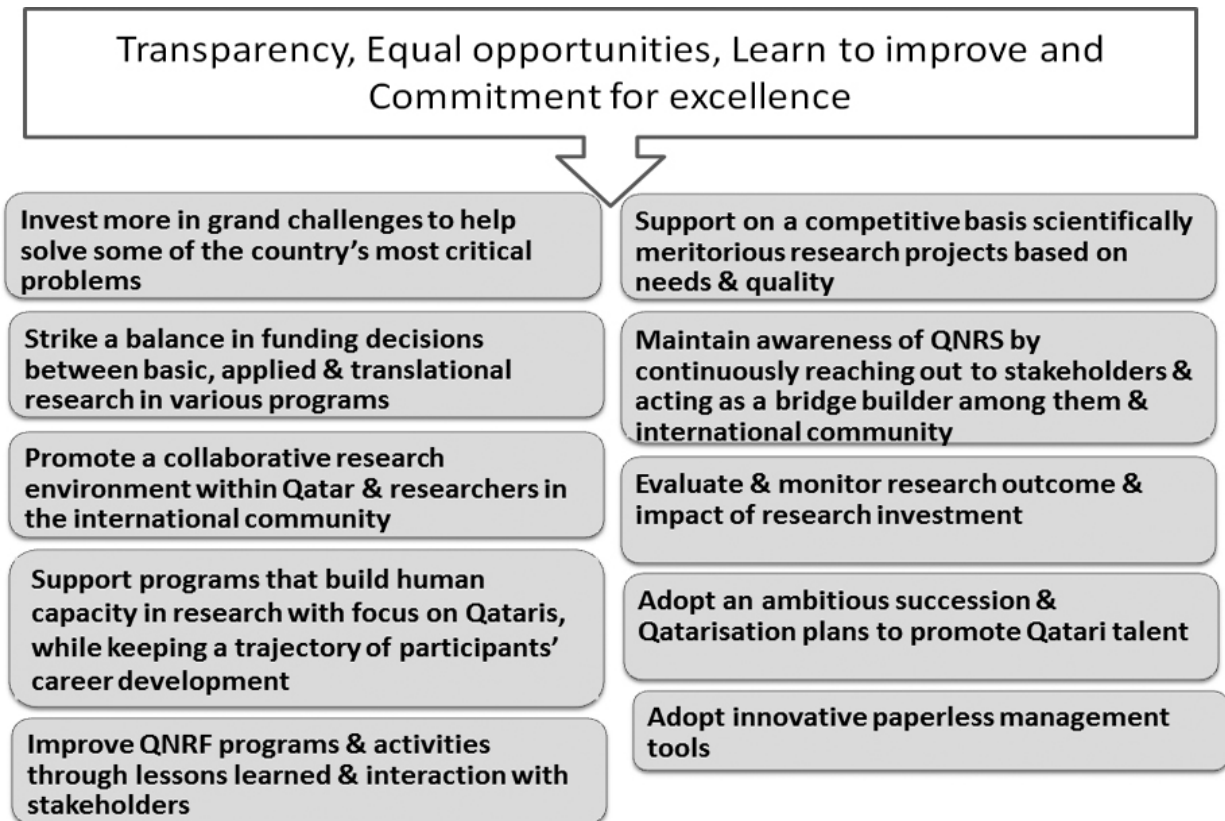 Transparency, Equal opportunities, Learn to improve and
Commitment for excellence
Invest more in grand challenges to help
solve some of the country's most critical
problems
Strike a balance in funding decisions
between basic, applied & translational
research in various programs
Promote a collaborative research
environment within Qatar & researchers in
the international community
Support programs that build human
capacity in research with focus on Qataris,
while keeping a trajectory of participants'
career development
Improve QNRF programs & activities
through lessons learned & interaction with
stakeholders
Support on a competitive basis scientifically
meritorious research projects based on
needs & quality
Maintain awareness of QNRS by
continuously reaching out to stakeholders &
acting as a bridge builder among them &
international community
Evaluate & monitor research outcome &
impact of research investment
Adopt an ambitious succession &
Qatarisation plans to promote Qatari talent
Adopt innovative paperless management
tools